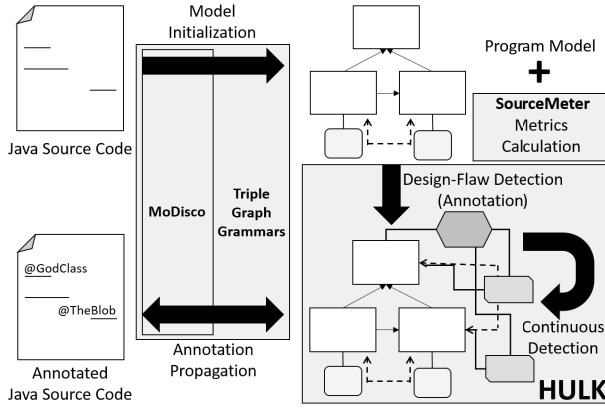 Model
Initialization
Java Source Code
MoDisco
Triple
Graph
Grammars
Program Model
+
SourceMeter
Metrics
Calculation
Design-Flaw Detection
(Annotation)
@GodClass
@TheBlob
Annotated
Java Source Code
Annotation
Propagation
Continuous
Detection
HULK